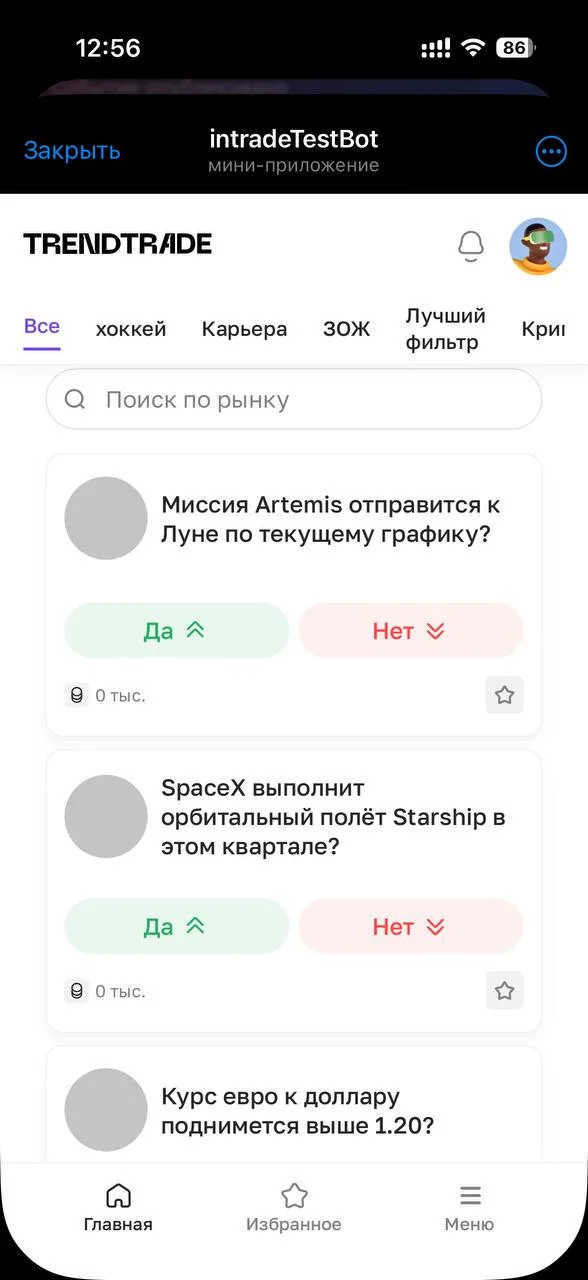 12:56
86
Закрыть
intradeTestBot
мини-приложение
TRENDTRADE
Все
хоккей
Карьера
ЗОЖ
Лучший
фильтр
Поиск по рынку
Миссия Artemis отправится к
Луне по текущему графику?
Да
Нет
0 тыс.
SpaceX выполнит
орбитальный полёт Starship в
этом квартале?
Да
Нет
0 тыс.
Курс евро к доллару
поднимется выше 1.20?
Главная
Избранное
Меню